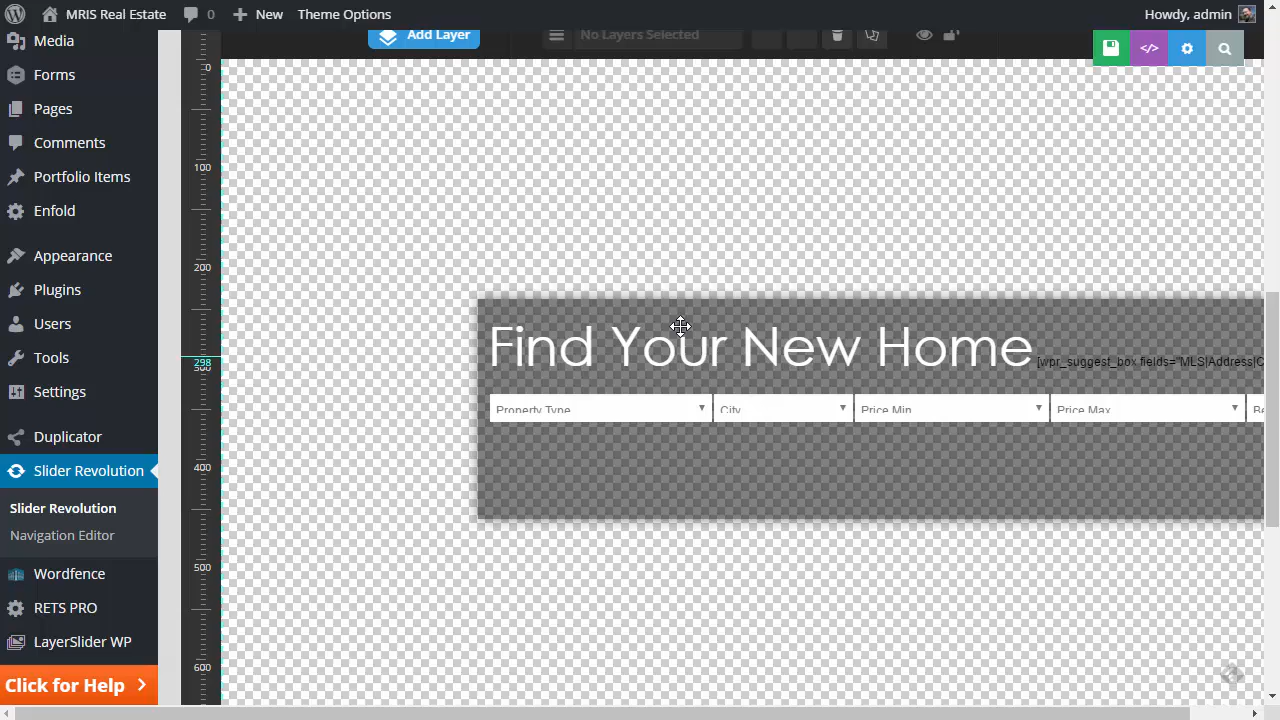 MRIS Real Estate 0 New Theme Options Howdy, admin
Media
Forms
Pages
Comments
Portfolio Items
Enfold
Appearance
Plugins
Users
Tools
Settings
Duplicator
Slider Revolution
Slider Revolution
Navigation Editor
Wordfence
RETS PRO
LayerSlider WP
Click for Help
Add Layer No Layers Selected
</>
0
100
200
298
300
400
500
600
Find Your New Home [wpr_suggest_box fields="MLS|Address|C
Property Type City Price Min Price Max Be